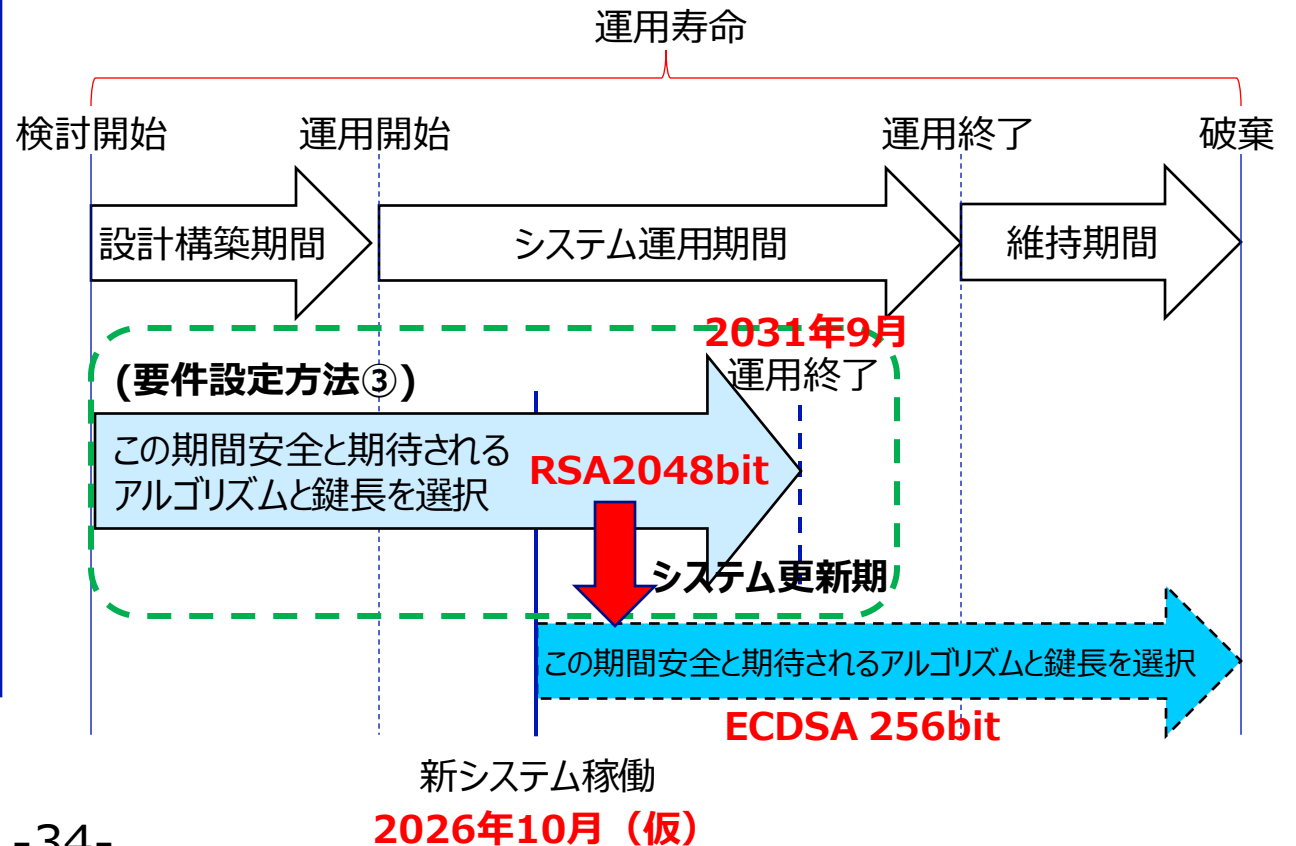 運用寿命
検討開始
運用開始
運用終了
破棄
設計構築期間
システム運用期間
維持期間
2031年9月
運用終了
(要件設定方法③)
この期間安全と期待される
アルゴリズムと鍵長を選択
RSA2048bit
システム更新期
この期間安全と期待されるアルゴリズムと鍵長を選択
ECDSA 256bit
新システム稼働
2026年10月（仮）
-34-